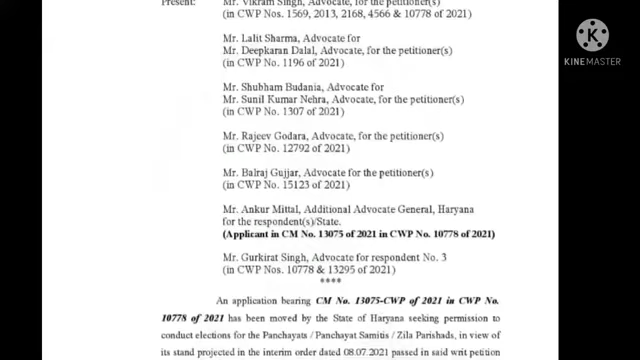 Present:
Mr. Vikram Singh, Advocate for the petitioner(s)
(in CWP Nos. 1569, 2013, 2168, 4566 & 10778 of 2021)
Mr. Lalit Sharma, Advocate for
Mr. Deepkaran Dalal, Advocate, for the petitioner(s)
(in CWP No. 1196 of 2021)
Mr. Shubham Budania, Advocate for
Mr. Sunil Kumar Nehra, Advocate, for the petitioner(s)
(in CWP No. 1307 of 2021)
Mr. Rajeev Godara, Advocate, for the petitioner(s)
(in CWP No. 12792 of 2021)
Mr. Balraj Gujjar, Advocate for the petitioner(s)
(in CWP No. 15123 of 2021)
Mr. Ankur Mittal, Additional Advocate General, Haryana
for the respondent(s)/State.
(Applicant in CM No. 13075 of 2021 in CWP No. 10778 of 2021)
Mr. Gurkirat Singh, Advocate for respondent No. 3
(in CWP Nos. 10778 & 13295 of 2021)
****
An application bearing CM No. 13075-CWP of 2021 in CWP No.
10778 of 2021 has been moved by the State of Haryana seeking permission to
conduct elections for the Panchayats / Panchayat Samitis / Zila Parishads, in view of
its stand projected in the interim order dated 08.07.2021 passed in said writ petition
KINEMASTER